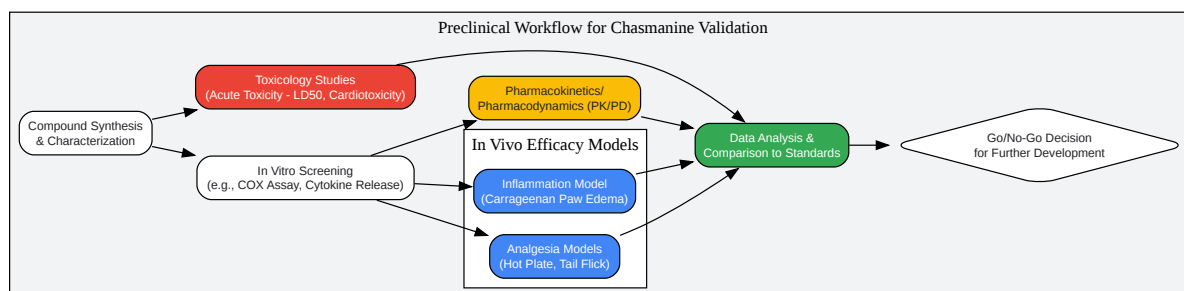 Preclinical Workflow for Chasmanine Validation
Toxicology Studies
(Acute Toxicity - LD50, Cardiotoxicity)
Pharmacokinetics/
Pharmacodynamics (PK/PD)
Compound Synthesis
& Characterization
Data Analysis &
Comparison to Standards
Go/No-Go Decision
for Further Development
In Vivo Efficacy Models
In Vitro Screening
(e.g., COX Assay, Cytokine Release)
Inflammation Model
(Carrageenan Paw Edema)
Analgesia Models
(Hot Plate, Tail Flick)